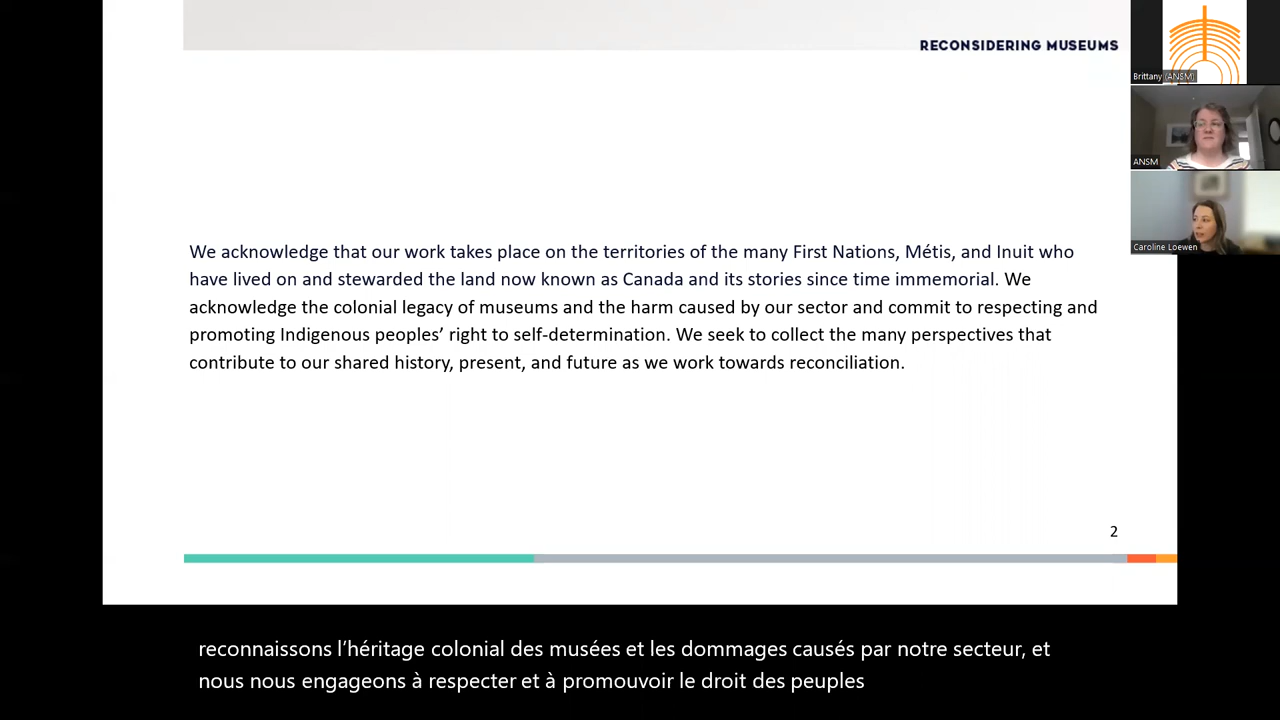 RECONSIDERING MUSEUMS
Brittany (ANSM)
ANSM
Caroline Loewen
We acknowledge that our work takes place on the territories of the many First Nations, Métis, and Inuit who
have lived on and stewarded the land now known as Canada and its stories since time immemorial. We
acknowledge the colonial legacy of museums and the harm caused by our sector and commit to respecting and
promoting Indigenous peoples’ right to self-determination. We seek to collect the many perspectives that
contribute to our shared history, present, and future as we work towards reconciliation.
2
reconnaissons l’héritage colonial des musées et les dommages causés par notre secteur, et
nous nous engageons à respecter et à promouvoir le droit des peuples